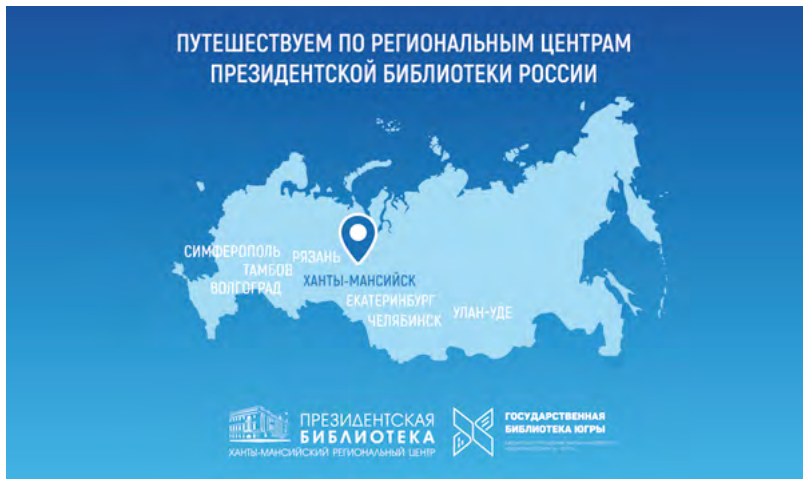 ПУТЕШЕСТВУЕМ ПО РЕГИОНАЛЬНЫМ ЦЕНТРАМ
ПРЕЗИДЕНТСКОЙ БИБЛИОТЕКИ РОССИИ
СИМФЕРОПОЛЬ
РЯЗАНЬ
ТАМБОВ
ВОЛГОГРАД
ХАНТЫ-МАНСИЙСК
ЕКАТЕРИНБУРГ
ЧЕЛЯБИНСК
УЛАН-УДЕ
ПРЕЗИДЕНТСКАЯ
БИБЛИОТЕКА
ХАНТЫ-МАНСИЙСКИЙ РЕГИОНАЛЬНЫЙ ЦЕНТР
ГОСУДАРСТВЕННАЯ
БИБЛИОТЕКА ЮГРЫ